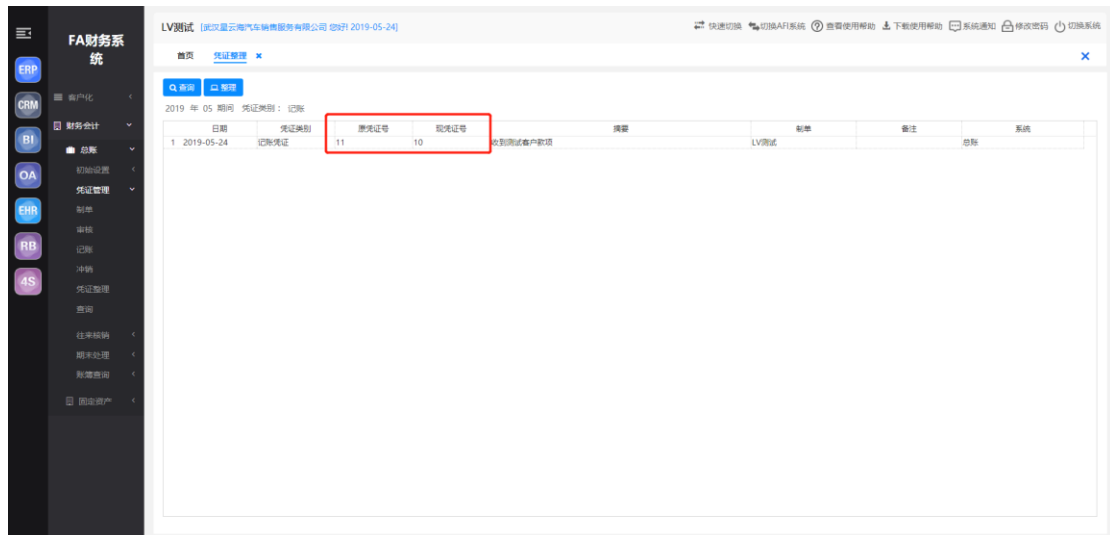 FA财务系
统
ERP
CRM
BI
OA
EHR
RB
4S
客户化
财务会计
总账
初始设置
凭证管理
制单
审核
记账
冲销
凭证整理
查询
往来核销
期末处理
账簿查询
固定资产
LV测试 [武汉星云海汽车销售服务有限公司 您好! 2019-05-24]
快速切换 切换AFI系统 查看使用帮助 下载使用帮助 系统通知 修改密码 切换系统
首页 凭证整理
查询 整理
2019 年 05 期间 凭证类别： 记账
日期 凭证类别 原凭证号 现凭证号 摘要 制单 备注 系统
1 2019-05-24 记账凭证 11 10 收到测试客户款项 LV测试 总账